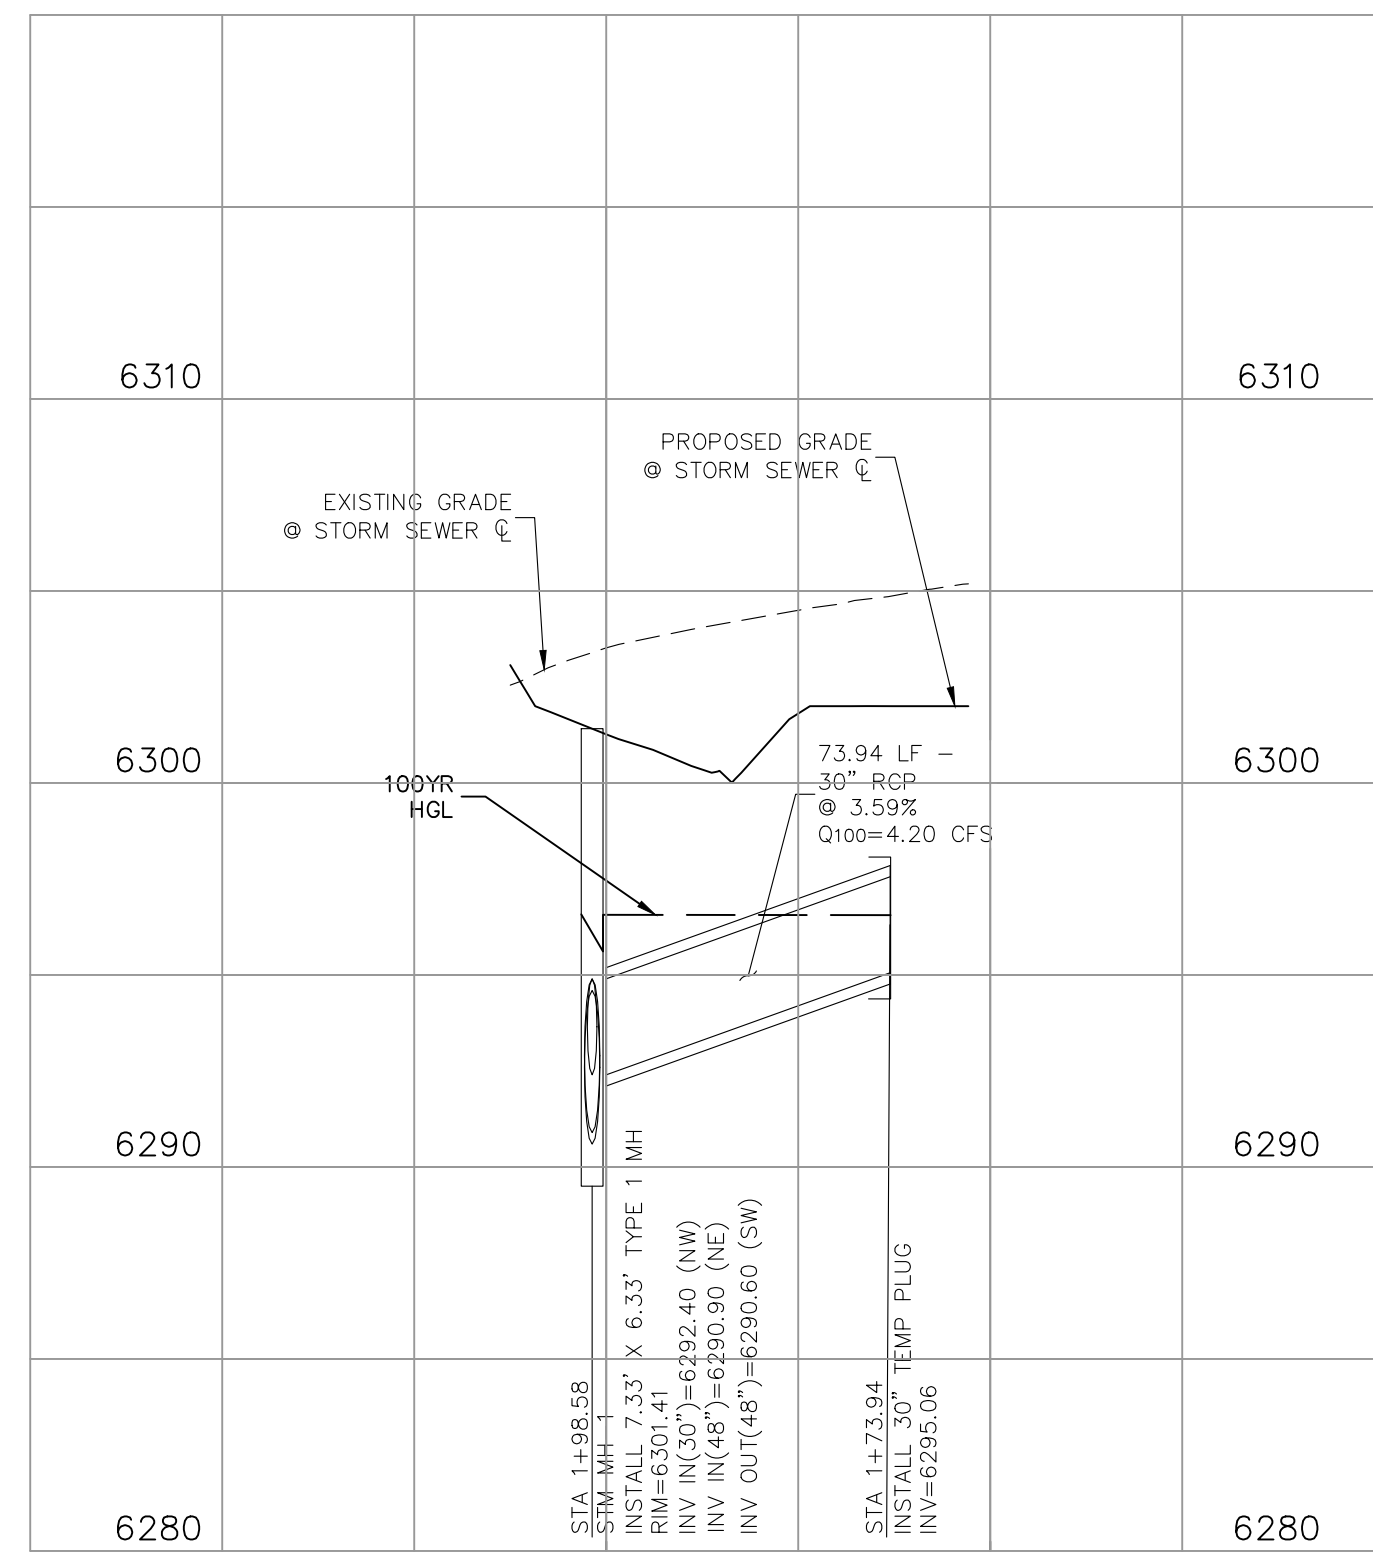 6310
6310
PROPOSED GRADE
@ STORM SEWER ℄
EXISTING GRADE
@ STORM SEWER ℄
6300
6300
100YR
HGL
73.94 LF –
30" RCP
@ 3.59%
Q100=4.20 CFS
6290
6290
STA 1+98.58
STM MH 1
INSTALL 7.33' X 6.33' TYPE 1 MH
RIM=6301.41
INV IN(30")=6292.40 (NW)
INV IN(48")=6290.90 (NE)
INV OUT(48")=6290.60 (SW)
STA 1+73.94
INSTALL 30" TEMP PLUG
INV=6295.06
6280
6280